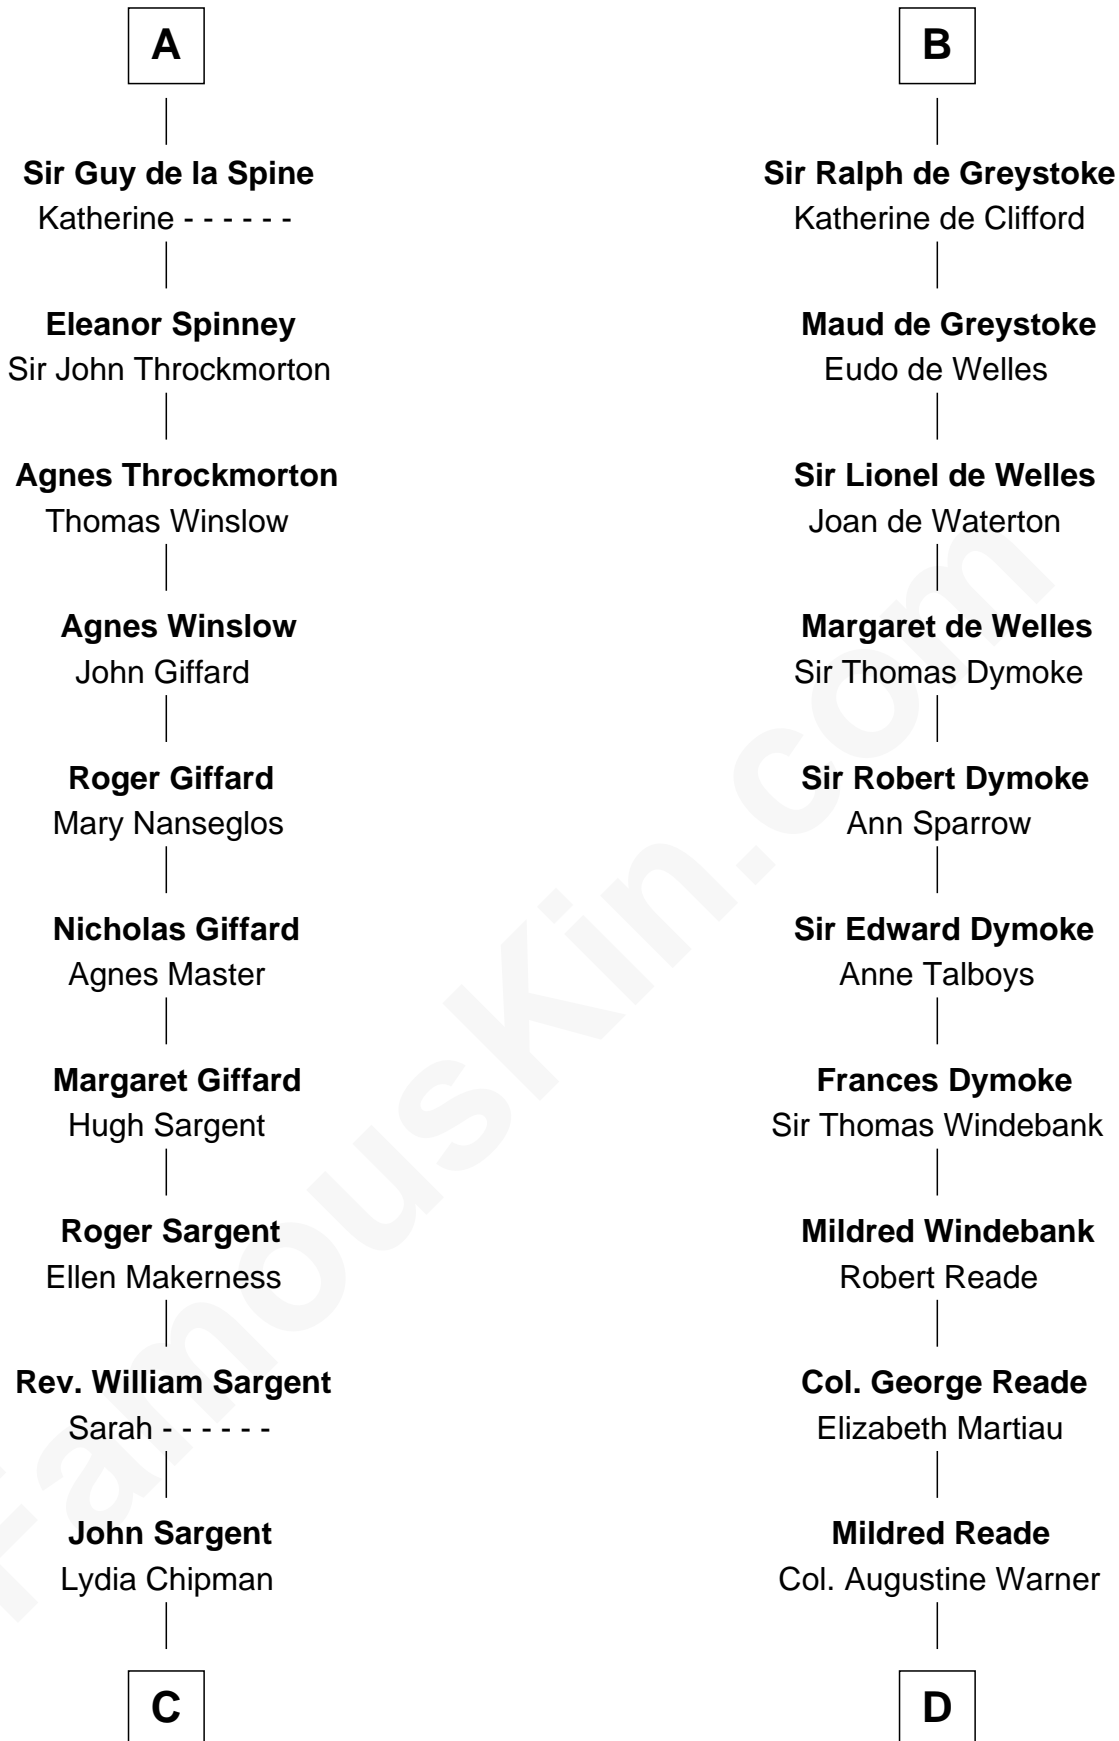 A
Sir Guy de la Spine
Katherine - - - - - -
Eleanor Spinney
Sir John Throckmorton
Agnes Throckmorton
Thomas Winslow
Agnes Winslow
John Giffard
Roger Giffard
Mary Nanseglos
Nicholas Giffard
Agnes Master
Margaret Giffard
Hugh Sargent
Roger Sargent
Ellen Makerness
Rev. William Sargent
Sarah - - - - - -
John Sargent
Lydia Chipman
C
B
Sir Ralph de Greystoke
Katherine de Clifford
Maud de Greystoke
Eudo de Welles
Sir Lionel de Welles
Joan de Waterton
Margaret de Welles
Sir Thomas Dymoke
Sir Robert Dymoke
Ann Sparrow
Sir Edward Dymoke
Anne Talboys
Frances Dymoke
Sir Thomas Windebank
Mildred Windebank
Robert Reade
Col. George Reade
Elizabeth Martiau
Mildred Reade
Col. Augustine Warner
D
FamousKin.com